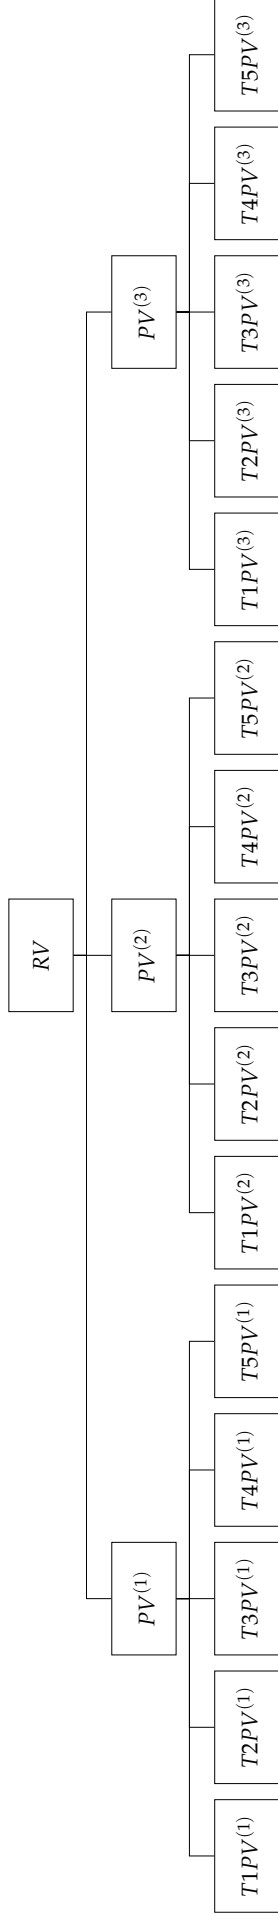 RV
PV^{(1)}
PV^{(2)}
PV^{(3)}
T1PV^{(1)}
T2PV^{(1)}
T3PV^{(1)}
T4PV^{(1)}
T5PV^{(1)}
T1PV^{(2)}
T2PV^{(2)}
T3PV^{(2)}
T4PV^{(2)}
T5PV^{(2)}
T1PV^{(3)}
T2PV^{(3)}
T3PV^{(3)}
T4PV^{(3)}
T5PV^{(3)}